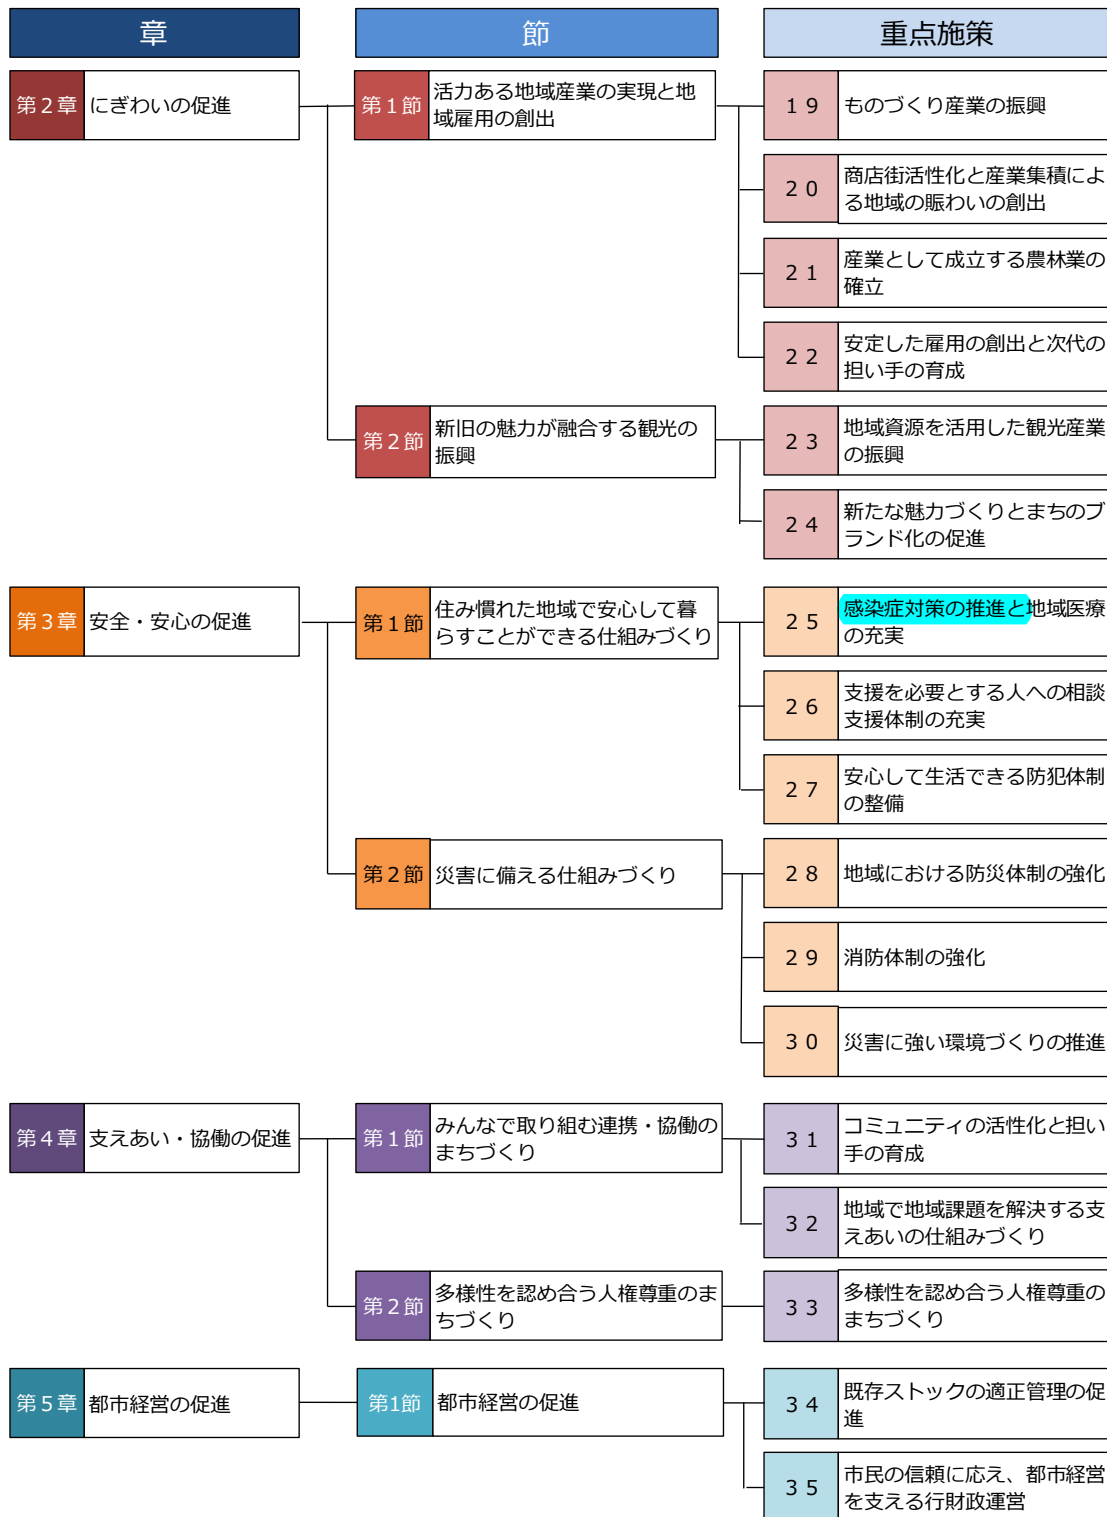 章
節
重点施策
第２章 にぎわいの促進
第１節 活力ある地域産業の実現と地
域雇用の創出
１９ ものづくり産業の振興
２０ 商店街活性化と産業集積によ
る地域の賑わいの創出
２１ 産業として成立する農林業の
確立
２２ 安定した雇用の創出と次代の
担い手の育成
第２節 新旧の魅力が融合する観光の
振興
２３ 地域資源を活用した観光産業
の振興
２４ 新たな魅力づくりとまちのブ
ランド化の促進
第３章 安全・安心の促進
第１節 住み慣れた地域で安心して暮
らすことができる仕組みづくり
２５ 感染症対策の推進と地域医療
の充実
２６ 支援を必要とする人への相談
支援体制の充実
２７ 安心して生活できる防犯体制
の整備
第２節 災害に備える仕組みづくり
２８ 地域における防災体制の強化
２９ 消防体制の強化
３０ 災害に強い環境づくりの推進
第４章 支えあい・協働の促進
第１節 みんなで取り組む連携・協働の
まちづくり
３１ コミュニティの活性化と担い
手の育成
３２ 地域で地域課題を解決する支
えあいの仕組みづくり
第２節 多様性を認め合う人権尊重のま
ちづくり
３３ 多様性を認め合う人権尊重の
まちづくり
第５章 都市経営の促進
第1節 都市経営の促進
３４ 既存ストックの適正管理の促
進
３５ 市民の信頼に応え、都市経営
を支える行財政運営